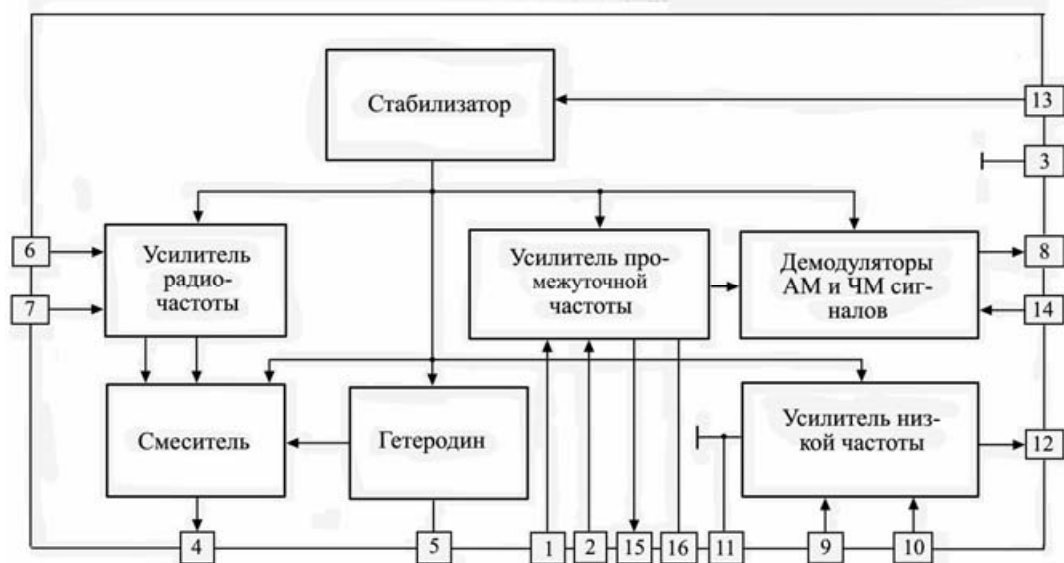 Стабилизатор
13
3
6
7
Усилитель
радио-
частоты
Усилитель про-
межуточной
частоты
Демодуляторы
АМ и ЧМ сиг-
налов
8
14
Смеситель
Гетеродин
Усилитель низ-
кой частоты
12
4
5
1
2
15
16
11
9
10